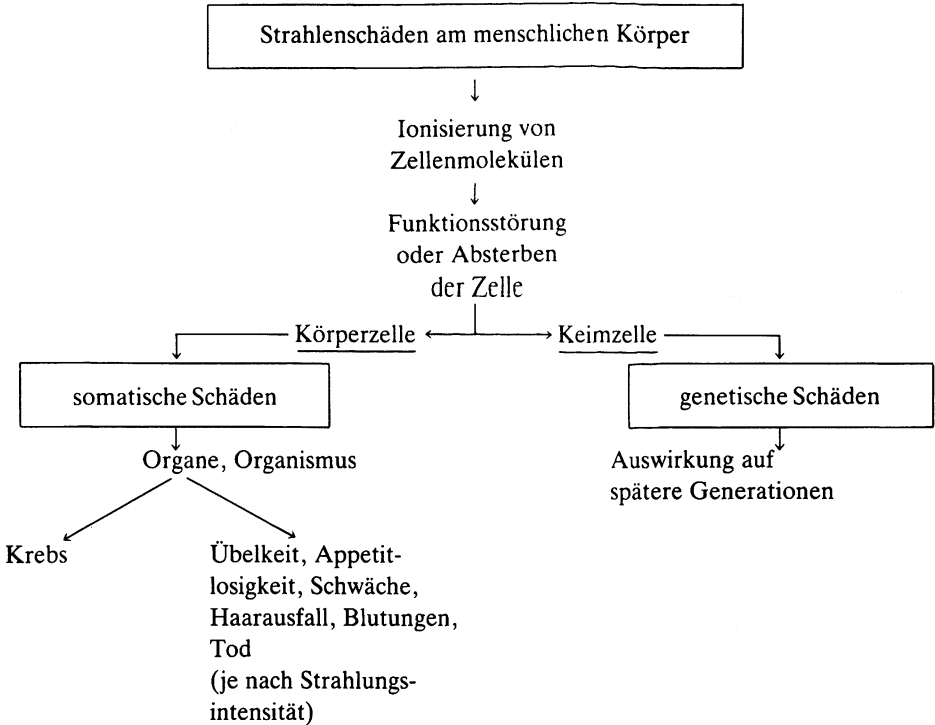 Strahlenschäden am menschlichen Körper
Ionisierung von
Zellenmolekülen
Funktionsstörung
oder Absterben
der Zelle
Körperzelle
Keimzelle
somatische Schäden
genetische Schäden
Organe, Organismus
Auswirkung auf
spätere Generationen
Krebs
Übelkeit, Appetit-
losigkeit, Schwäche,
Haarausfall, Blutungen,
Tod
(je nach Strahlungs-
intensität)